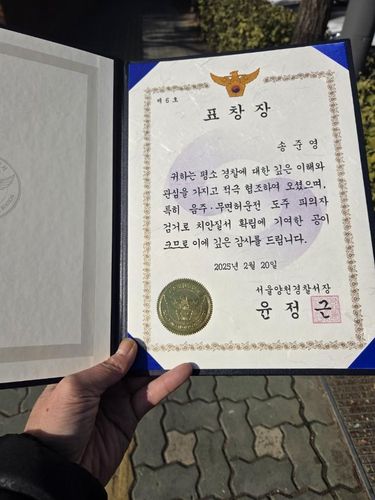 제 6 호
표 창 장
송 준 영
귀하는 평소 경찰에 대한 깊은 이해와
관심을 가지고 적극 협조하여 오셨으며,
특히 음주·무면허운전 도주 피의자
검거로 치안질서 확립에 기여한 공이
크므로 이에 깊은 감사를 드립니다.
2025년 2월 20일
서울양천경찰서장
윤 정 근